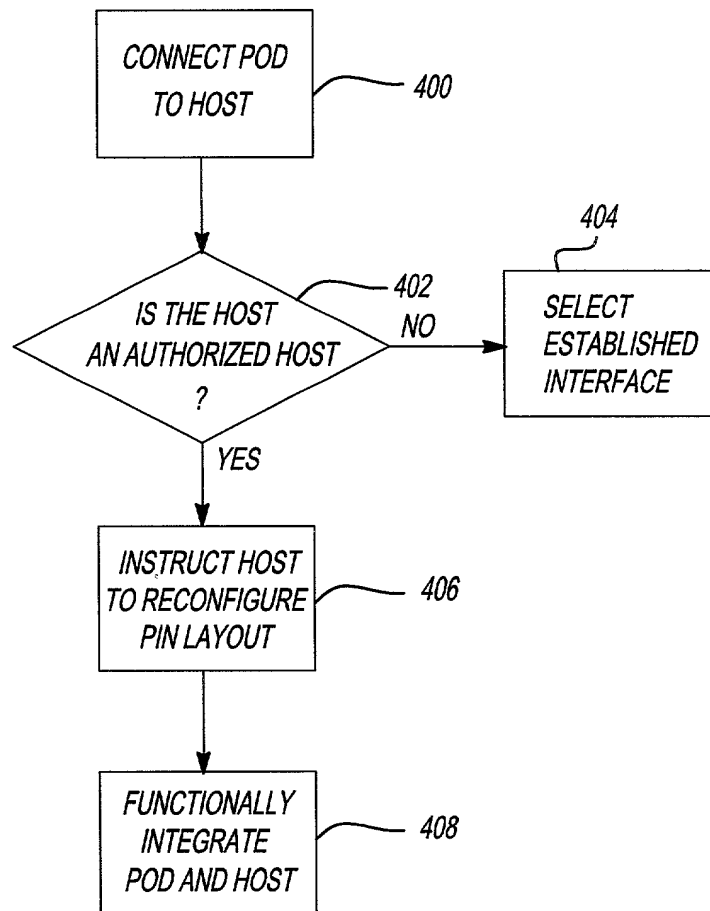 CONNECT POD
TO HOST
400
404
402
IS THE HOST
AN AUTHORIZED HOST
?
NO
SELECT
ESTABLISHED
INTERFACE
YES
INSTRUCT HOST
TO RECONFIGURE
PIN LAYOUT
406
FUNCTIONALLY
INTEGRATE
POD AND HOST
408